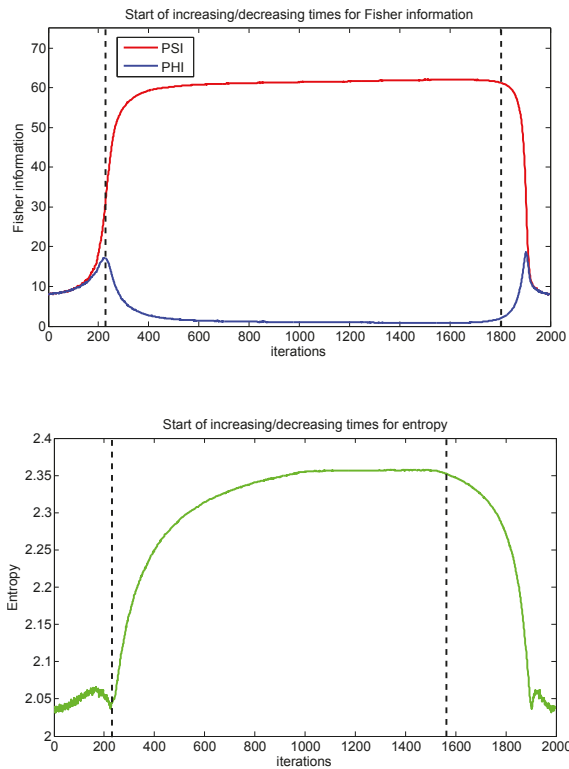 Start of increasing/decreasing times for Fisher information
PSI
PHI
Fisher information
70
60
50
40
30
20
10
0
0 200 400 600 800 1000 1200 1400 1600 1800 2000
iterations
Start of increasing/decreasing times for entropy
Entropy
2.4
2.35
2.3
2.25
2.2
2.15
2.1
2.05
2
0 200 400 600 800 1000 1200 1400 1600 1800 2000
iterations